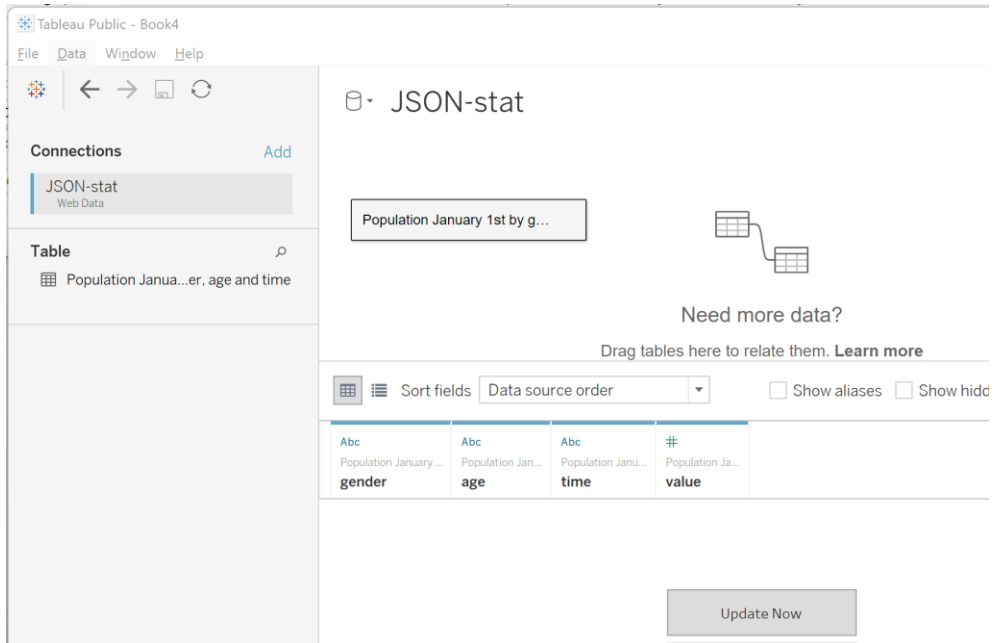 Tableau Public - Book4
File Data Window Help
JSON-stat
Connections Add
JSON-stat
Web Data
Table
Population Janua...er, age and time
Population January 1st by g...
Need more data?
Drag tables here to relate them. Learn more
Sort fields Data source order Show aliases Show hidd
Abc Abc Abc #
Population January ... Population Jan... Population Janu... Population Ja...
gender age time value
Update Now